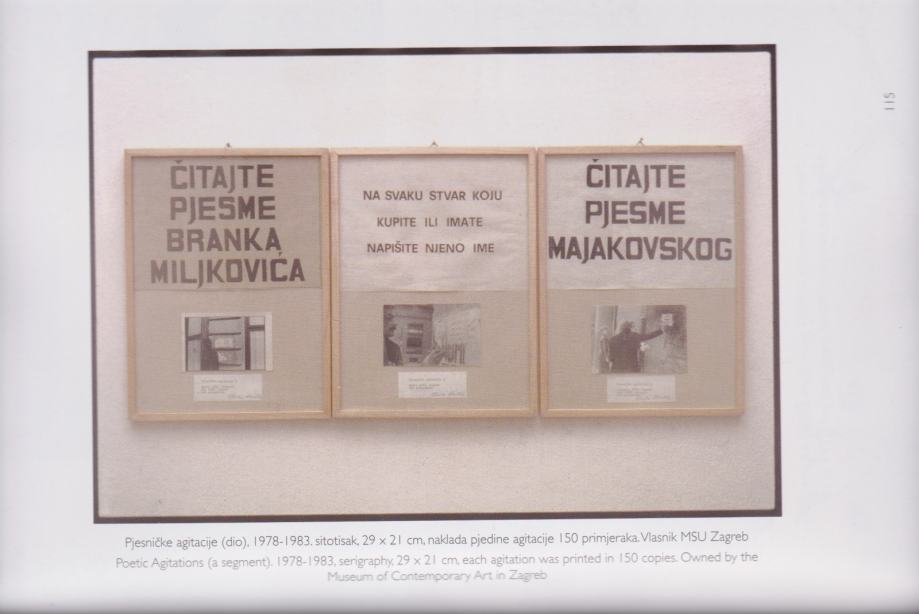 115
ČITAJTE
PJESME
BRANKA
MILJKOVIĆA
NA SVAKU STVAR KOJU
KUPITE ILI IMATE
NAPIŠITE NJENO IME
ČITAJTE
PJESME
MAJAKOVSKOG
Pjesničke agitacije (dio), 1978-1983. sitotisak, 29 x 21 cm, naklada pjedine agitacije 150 primjeraka. Vlasnik MSU Zagreb
Poetic Agitations (a segment). 1978-1983, serigraphy, 29 x 21 cm, each agitation was printed in 150 copies. Owned by the
Museum of Contemporary Art in Zagreb